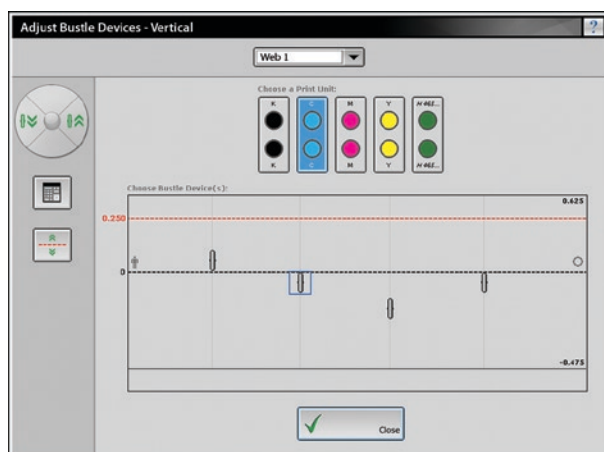 Adjust Bustle Devices - Vertical
?
Web 1
Choose a Print Unit:
K C M Y
K C M Y
Choose Bustle Device(s):
0.625
0.250
0
-0.475
Close